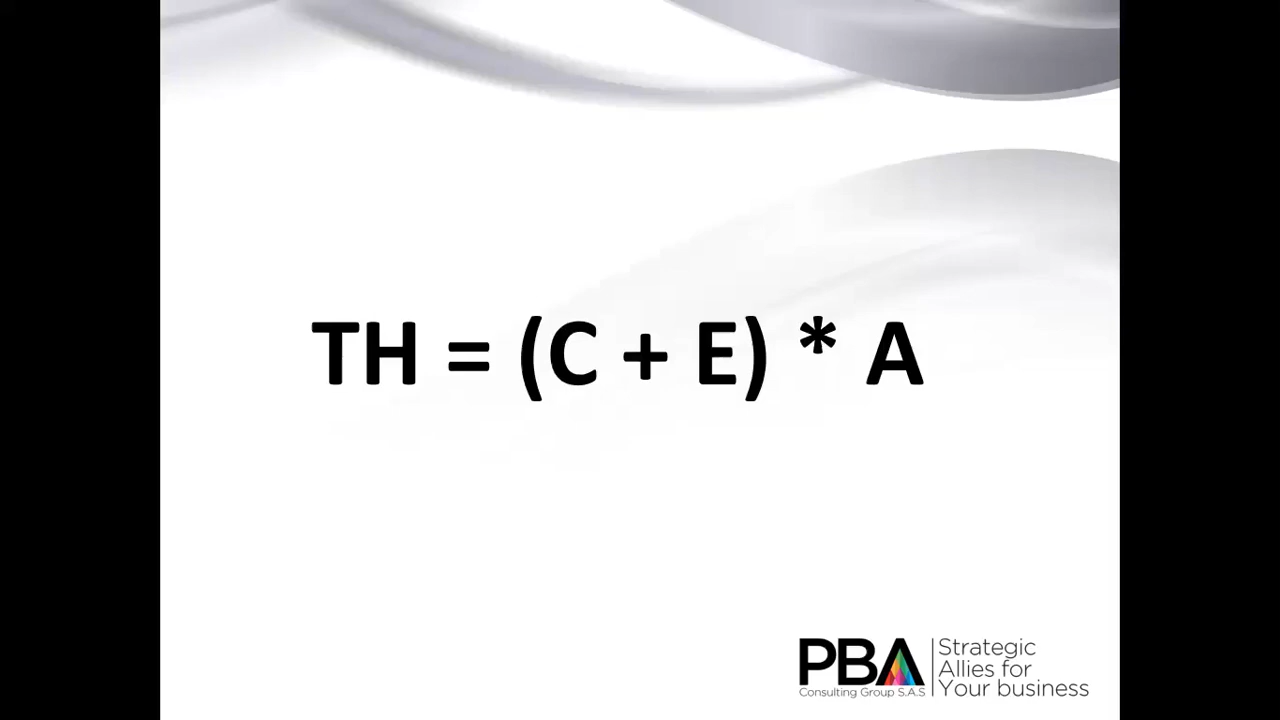 TH = (C + E) * A
PBA
Consulting Group S.A.S
Strategic
Allies for
Your business